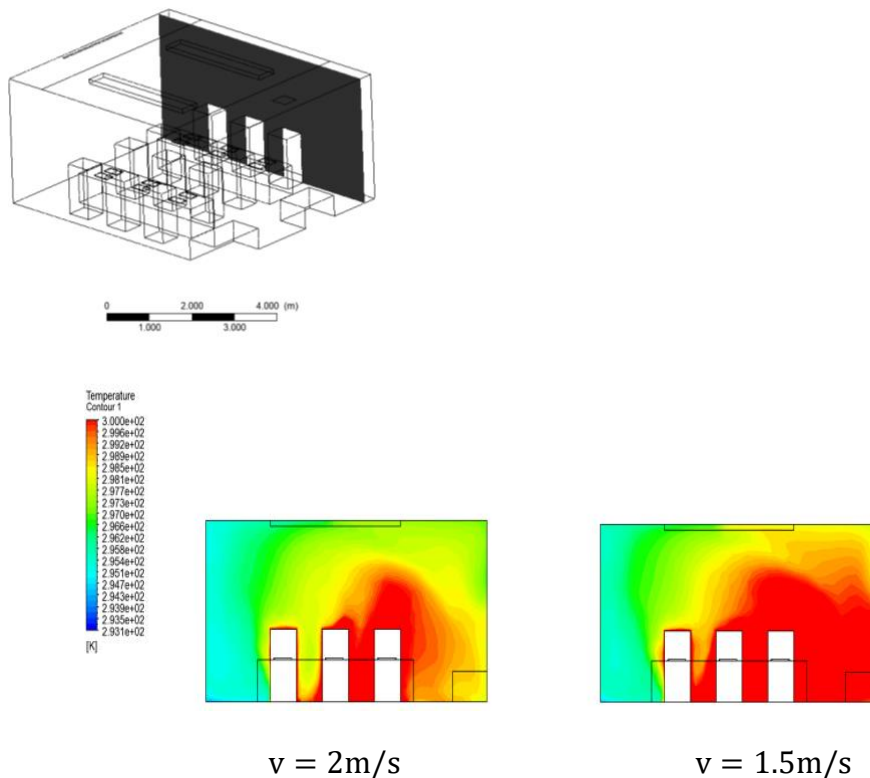 0 2.000 4.000 (m)
1.000 3.000
Temperature
Contour 1
3.000e+02
2.996e+02
2.992e+02
2.989e+02
2.985e+02
2.981e+02
2.977e+02
2.973e+02
2.970e+02
2.966e+02
2.962e+02
2.958e+02
2.954e+02
2.951e+02
2.947e+02
2.943e+02
2.939e+02
2.935e+02
2.931e+02
[K]
v = 2m/s v = 1.5m/s